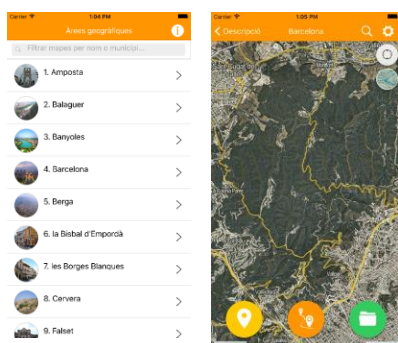 Carrier 1:04 PM
Àrees geogràfiques
Filtrar mapes per nom o municipi...
1. Amposta
2. Balaguer
3. Banyoles
4. Barcelona
5. Berga
6. la Bisbal d'Empordà
7. les Borges Blanques
8. Cervera
9. Falset
Carrier 1:05 PM
Descripció Barcelona